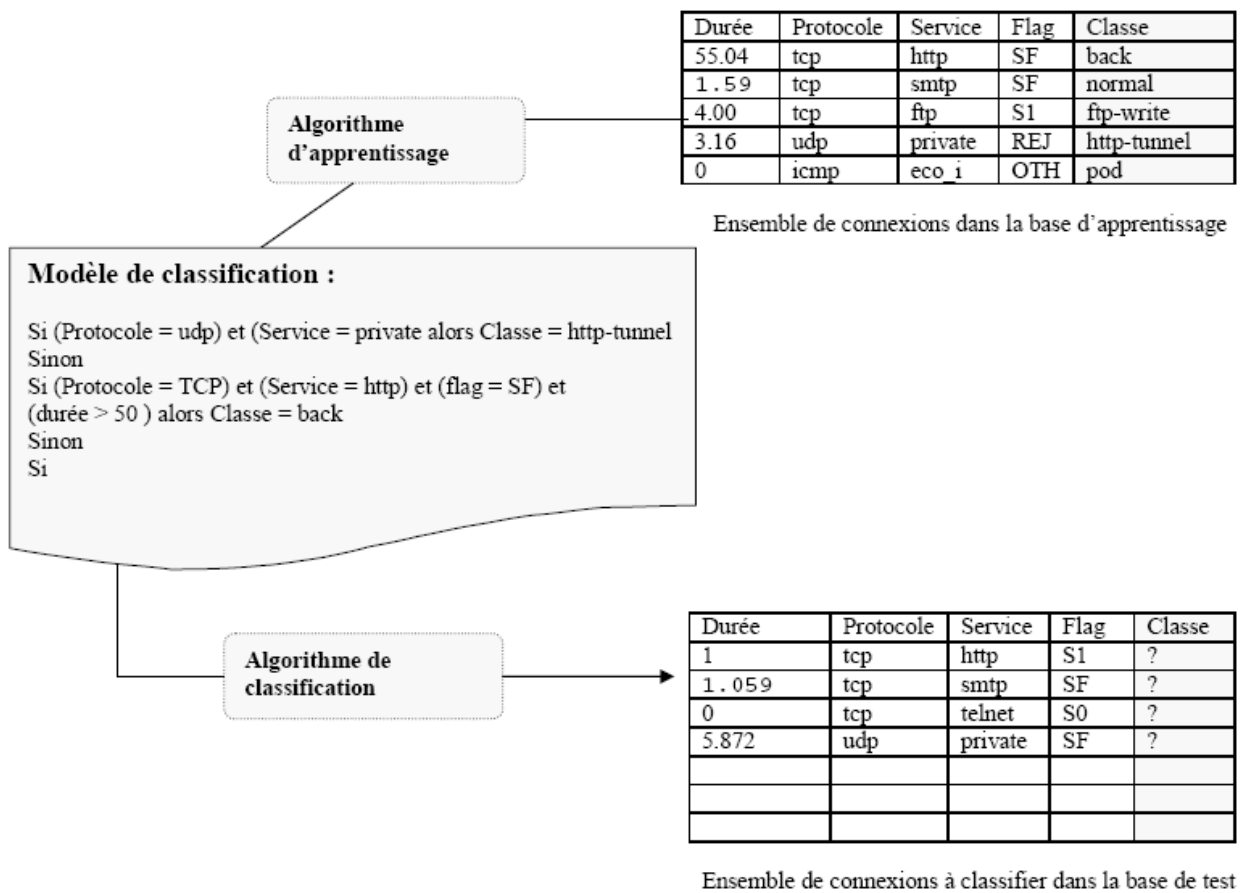 Durée Protocole Service Flag Classe
55.04 tcp http SF back
1.59 tcp smtp SF normal
4.00 tcp ftp S1 ftp-write
3.16 udp private REJ http-tunnel
0 icmp eco_i OTH pod
Ensemble de connexions dans la base d'apprentissage
Algorithme
d'apprentissage
Modèle de classification :
Si (Protocole = udp) et (Service = private alors Classe = http-tunnel
Sinon
Si (Protocole = TCP) et (Service = http) et (flag = SF) et
(durée > 50 ) alors Classe = back
Sinon
Si
Algorithme de
classification
Durée Protocole Service Flag Classe
1 tcp http S1 ?
1.059 tcp smtp SF ?
0 tcp telnet S0 ?
5.872 udp private SF ?
Ensemble de connexions à classifier dans la base de test